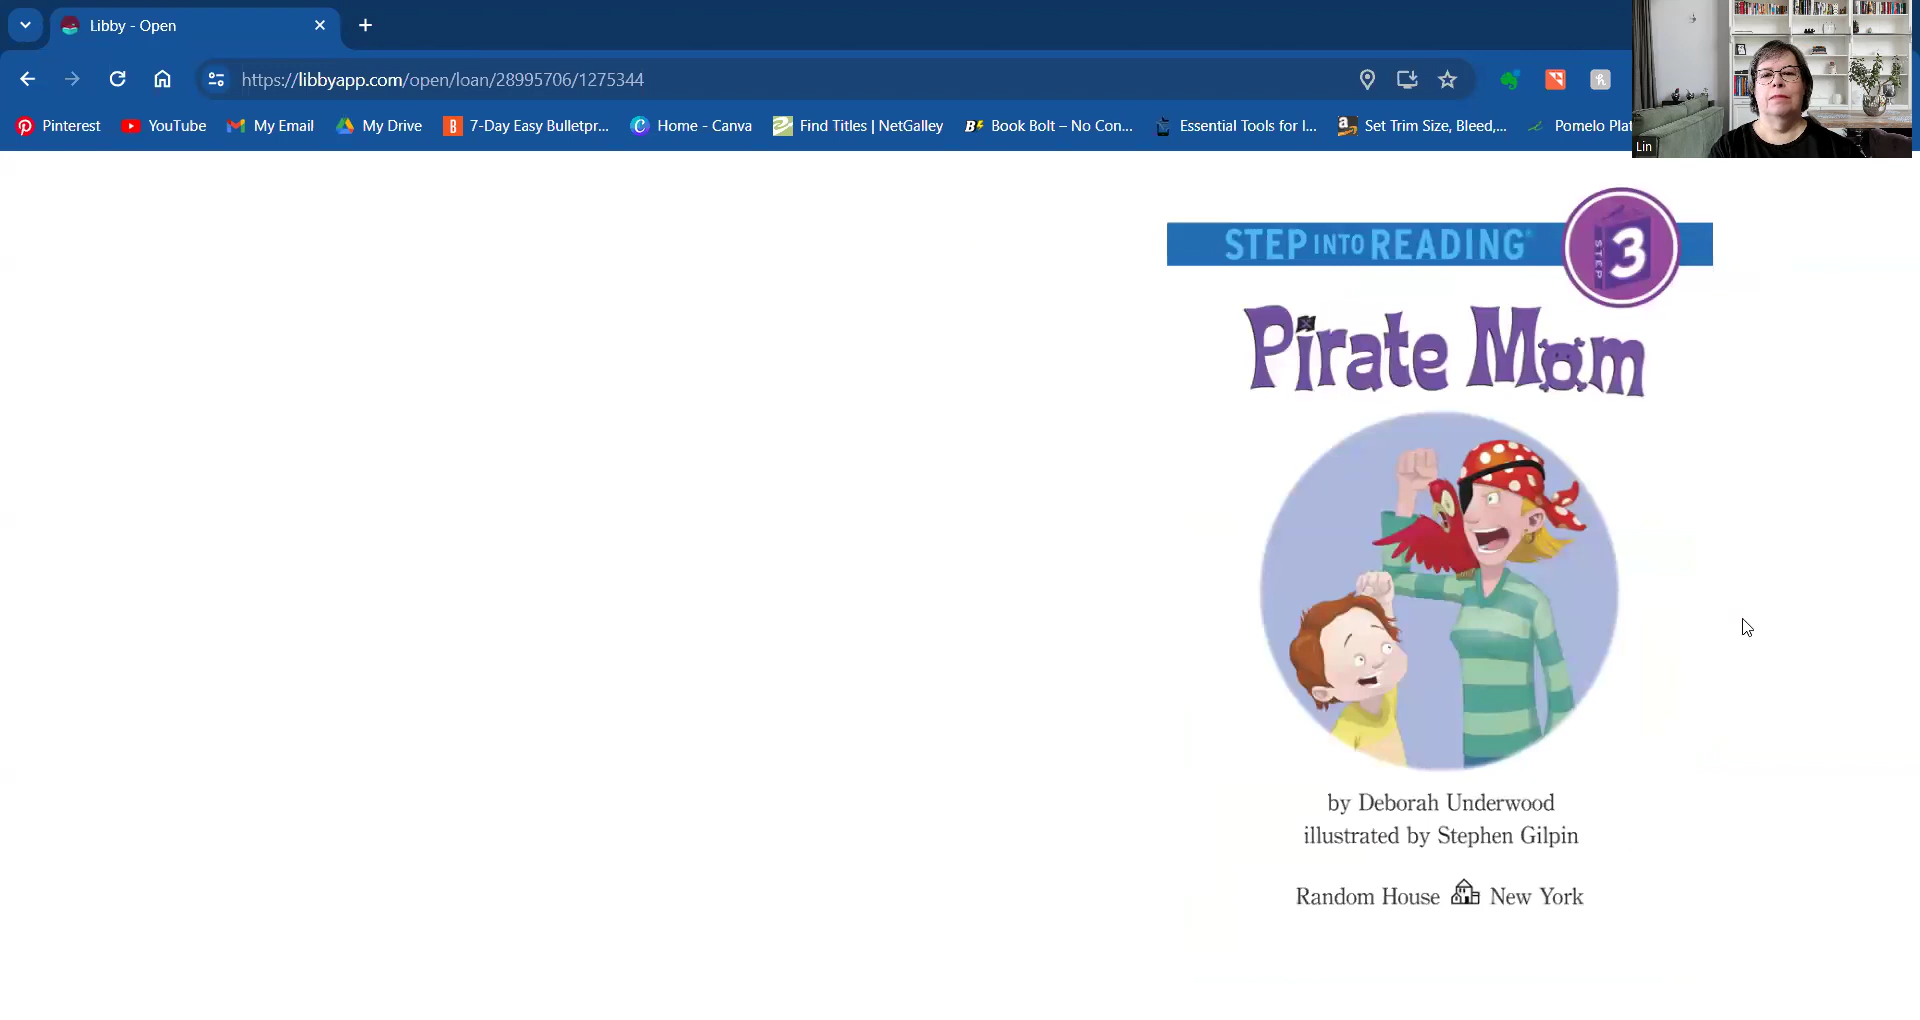 Libby - Open
https://libbyapp.com/open/loan/28995706/1275344
Pinterest YouTube My Email My Drive 7-Day Easy Bulletpr... Home - Canva Find Titles | NetGalley Book Bolt – No Con... Essential Tools for I... Set Trim Size, Bleed,... Pomelo Plat
Lin
STEP INTO READING®
STEP 3
Pirate Mom
by Deborah Underwood
illustrated by Stephen Gilpin
Random House New York